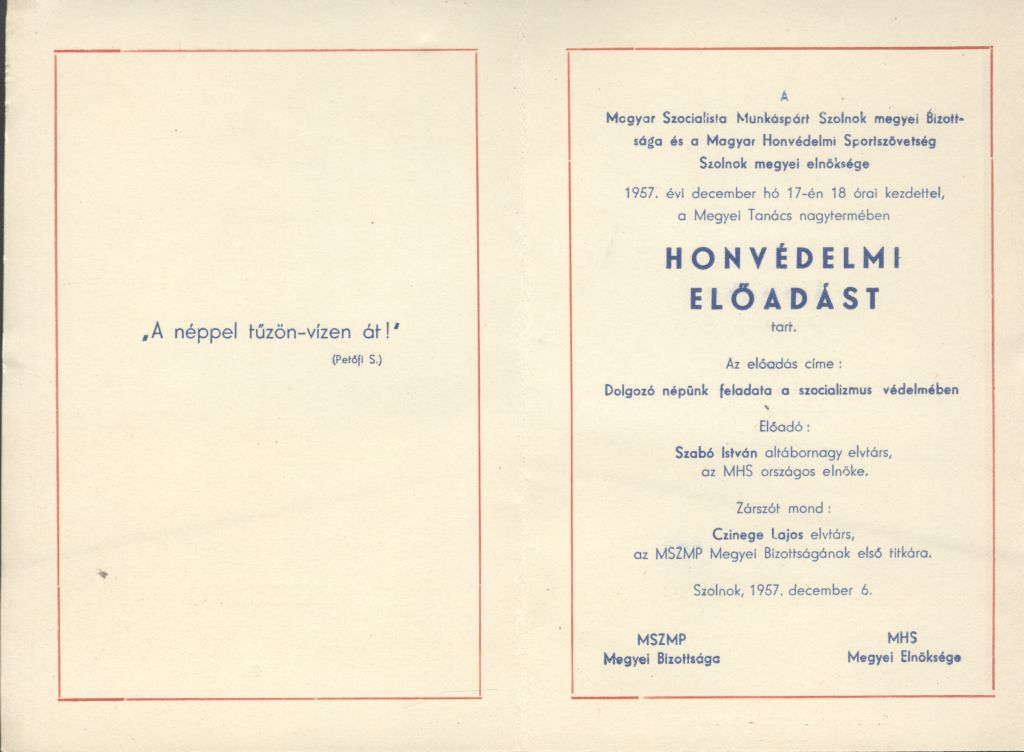 „A néppel tűzön-vízen át!"
(Petőfi S.)
A
Magyar Szocialista Munkáspárt Szolnok megyei Bizott-
sága és a Magyar Honvédelmi Sportszövetség
Szolnok megyei elnöksége
1957. évi december hó 17-én 18 órai kezdettel,
a Megyei Tanács nagytermében
HONVÉDELMI
ELŐADÁST
tart.
Az előadás címe :
Dolgozó népünk feladata a szocializmus védelmében
Előadó :
Szabó István altábornagy elvtárs,
az MHS országos elnöke.
Zárszót mond :
Czinege Lajos elvtárs,
az MSZMP Megyei Bizottságának első titkára.
Szolnok, 1957. december 6.
MSZMP
Megyei Bizottsága
MHS
Megyei Elnöksége